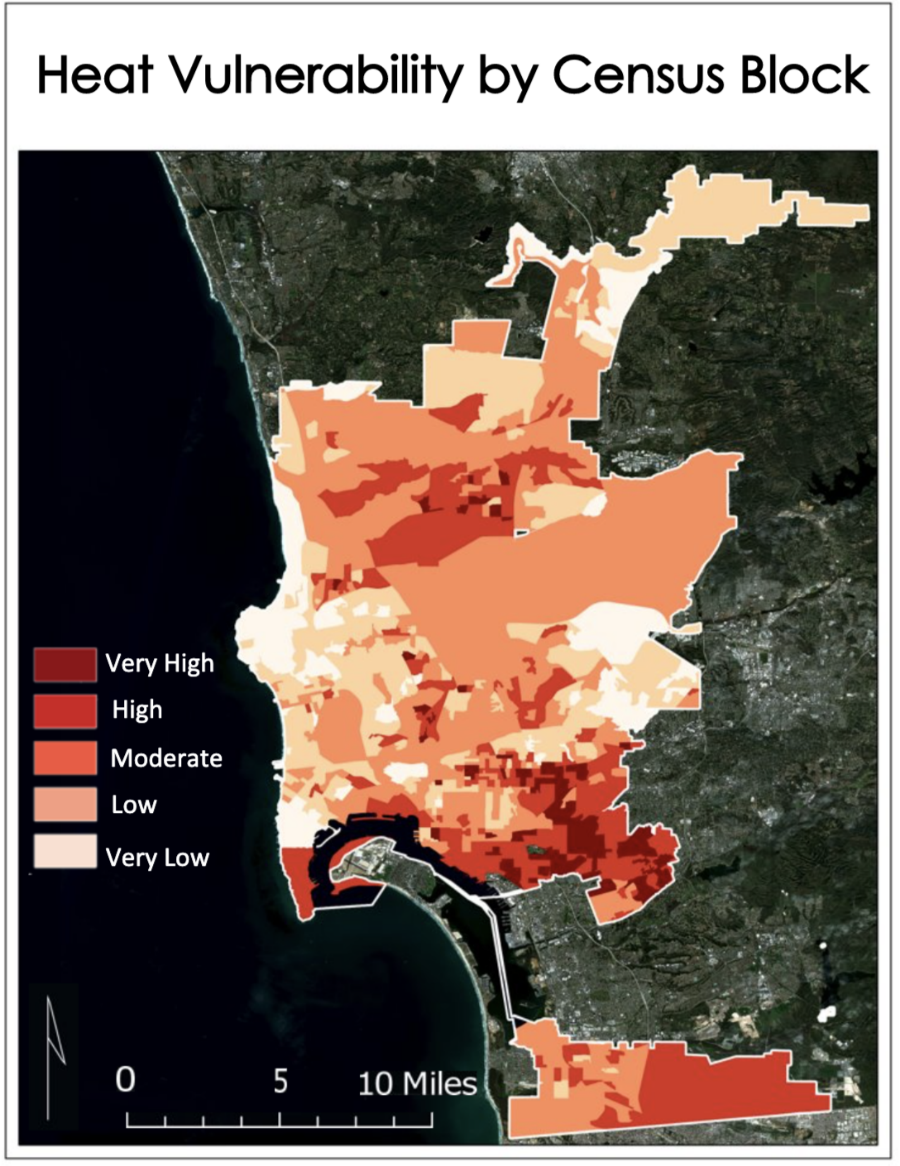 Heat Vulnerability by Census Block
Very High
High
Moderate
Low
Very Low
0 5 10 Miles